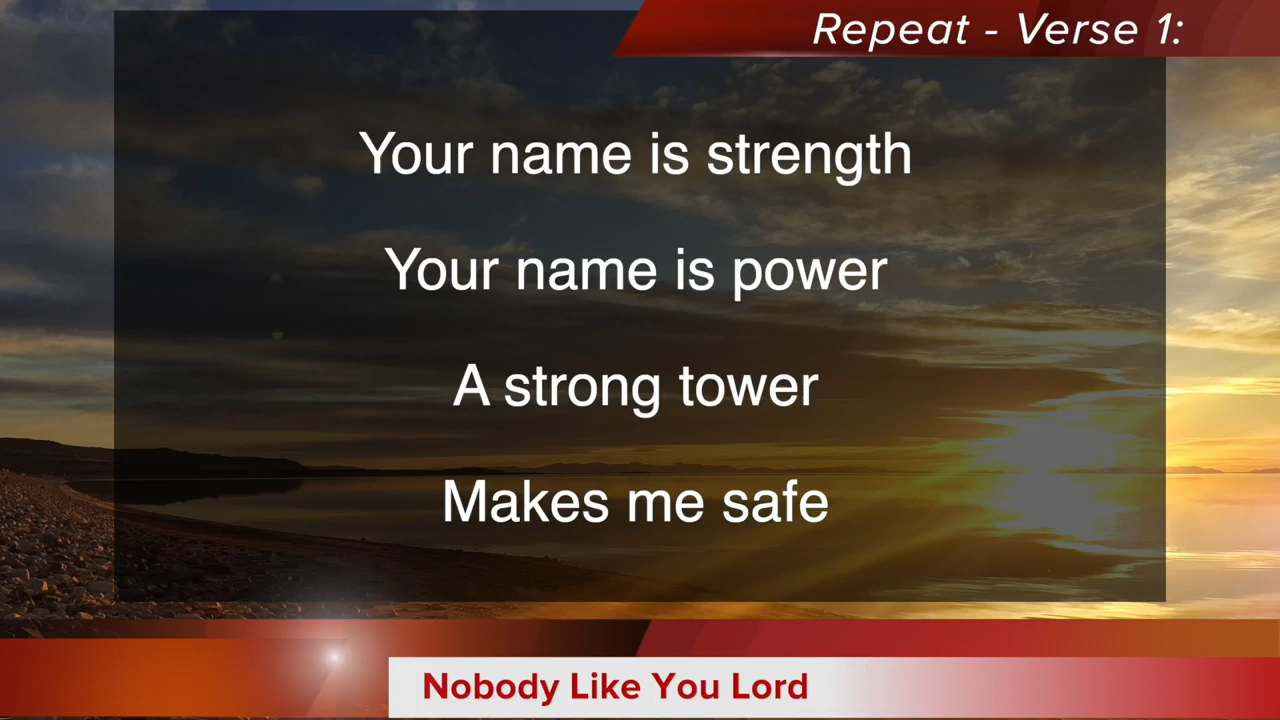 Repeat - Verse 1:
Your name is strength
Your name is power
A strong tower
Makes me safe
Nobody Like You Lord